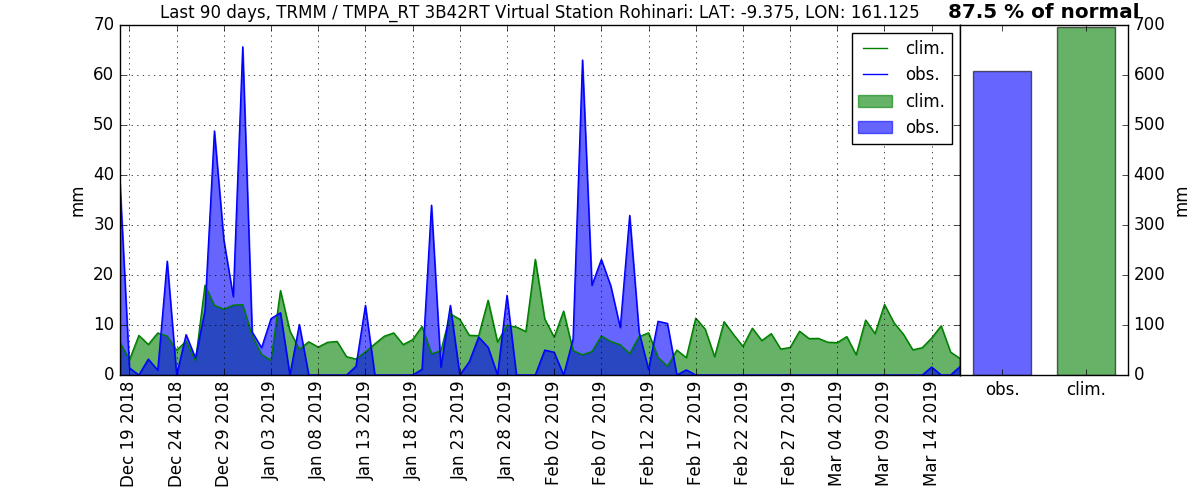 Last 90 days, TRMM / TMPA_RT 3B42RT Virtual Station Rohinari: LAT: -9.375, LON: 161.125
87.5 % of normal
70
60
50
40
30
20
10
0
mm
clim.
obs.
clim.
obs.
700
600
500
400
300
200
100
0
mm
Dec 19 2018
Dec 24 2018
Dec 29 2018
Jan 03 2019
Jan 08 2019
Jan 13 2019
Jan 18 2019
Jan 23 2019
Jan 28 2019
Feb 02 2019
Feb 07 2019
Feb 12 2019
Feb 17 2019
Feb 22 2019
Feb 27 2019
Mar 04 2019
Mar 09 2019
Mar 14 2019
obs.
clim.